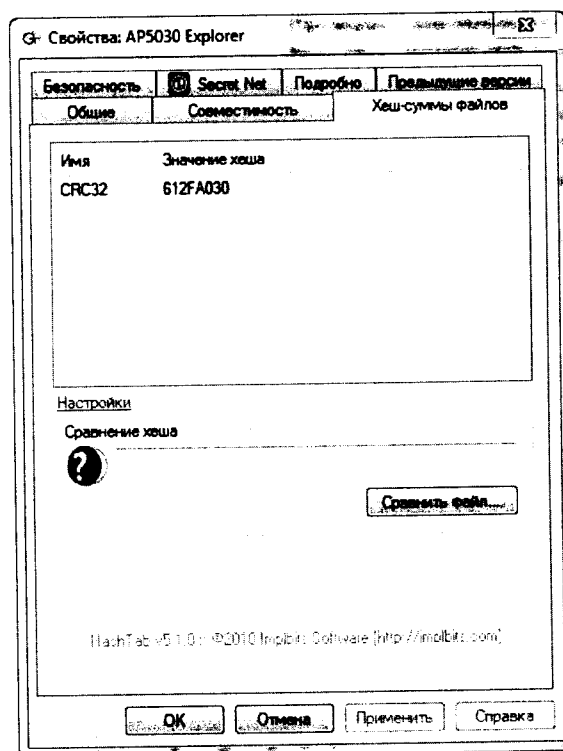 Свойства: AP5030 Explorer
Безопасность Secret Net Подробно Предыдущие версии
Общие Совместимость Хеш-суммы файлов
Имя Значение хеша
CRC32 612FA030
Настройки
Сравнение хеша
Сравнить файл...
HashTab v5.1.0 : ©2010 Implbits Software (http://implbits.com)
OK Отмена Применить Справка